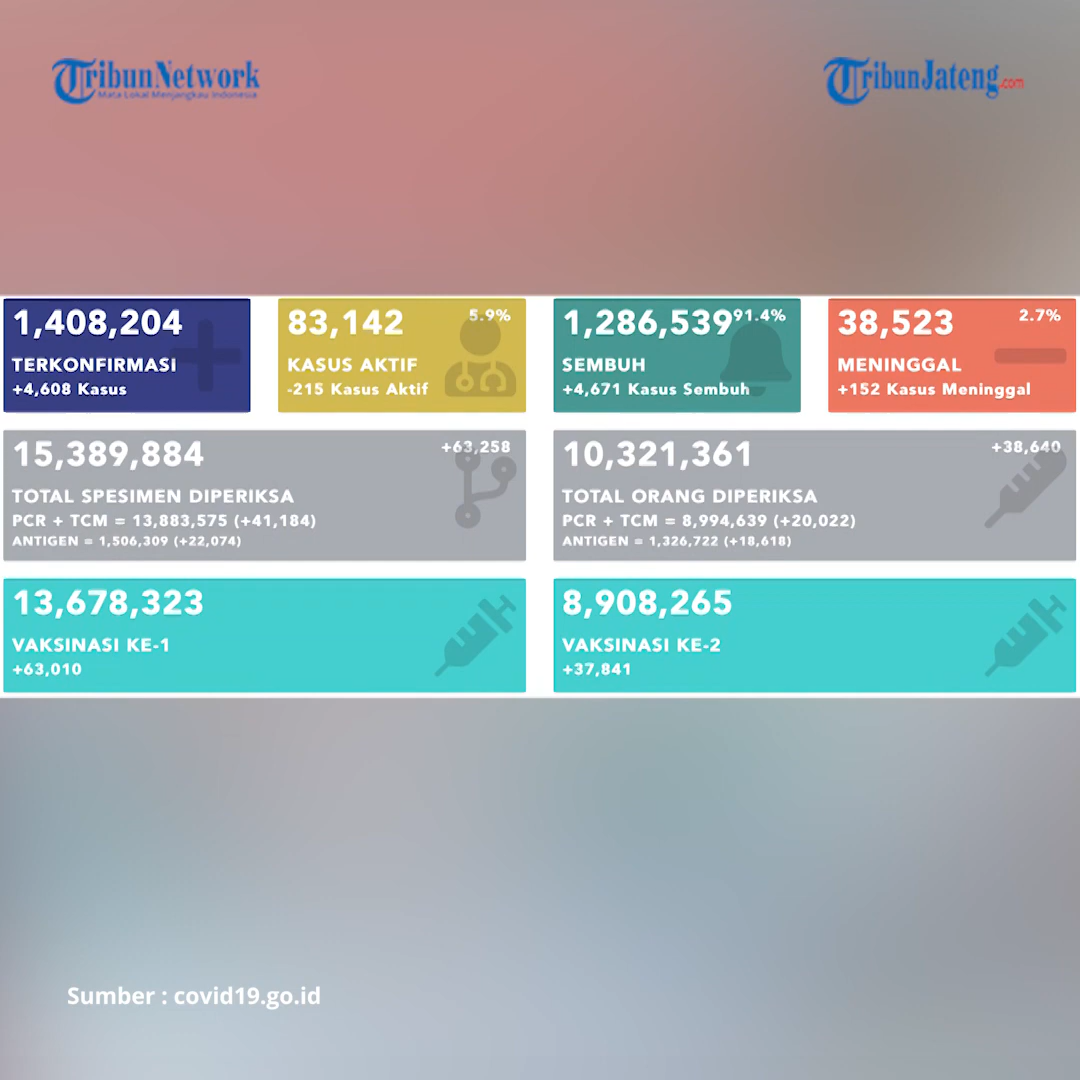 TribunNetwork
Mata Lokal Menjangkau Indonesia
TribunJateng.com
1,408,204
TERKONFIRMASI
+4,608 Kasus
83,142
5.9%
KASUS AKTIF
-215 Kasus Aktif
1,286,539
91.4%
SEMBUH
+4,671 Kasus Sembuh
38,523
2.7%
MENINGGAL
+152 Kasus Meninggal
15,389,884
+63,258
TOTAL SPESIMEN DIPERIKSA
PCR + TCM = 13,883,575 (+41,184)
ANTIGEN = 1,506,309 (+22,074)
10,321,361
+38,640
TOTAL ORANG DIPERIKSA
PCR + TCM = 8,994,639 (+20,022)
ANTIGEN = 1,326,722 (+18,618)
13,678,323
VAKSINASI KE-1
+63,010
8,908,265
VAKSINASI KE-2
+37,841
Sumber : covid19.go.id